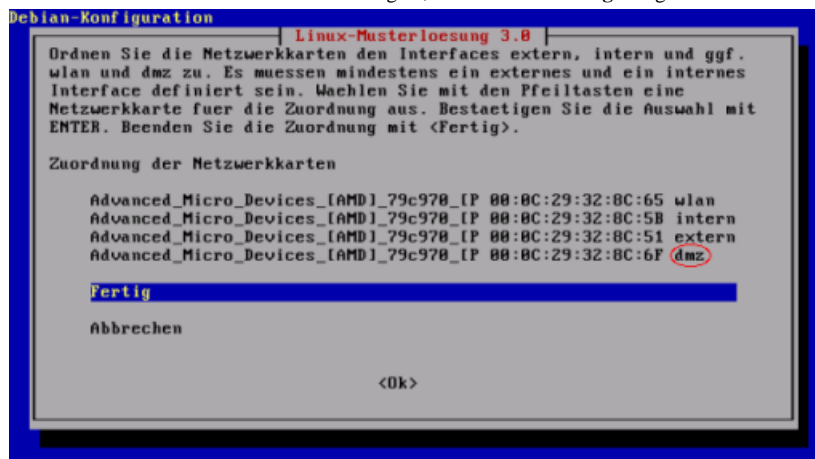 Debian-Konfiguration
Linux-Musterloesung 3.0
Ordnen Sie die Netzwerkkarten den Interfaces extern, intern und ggf.
wlan und dmz zu. Es muessen mindestens ein externes und ein internes
Interface definiert sein. Waehlen Sie mit den Pfeiltasten eine
Netzwerkkarte fuer die Zuordnung aus. Bestaetigen Sie die Auswahl mit
ENTER. Beenden Sie die Zuordnung mit <Fertig>.
Zuordnung der Netzwerkkarten
Advanced_Micro_Devices_[AMD]_79c970_[P 00:0C:29:32:8C:65 wlan
Advanced_Micro_Devices_[AMD]_79c970_[P 00:0C:29:32:8C:5B intern
Advanced_Micro_Devices_[AMD]_79c970_[P 00:0C:29:32:8C:51 extern
Advanced_Micro_Devices_[AMD]_79c970_[P 00:0C:29:32:8C:6F dmz
Fertig
Abbrechen
<Ok>